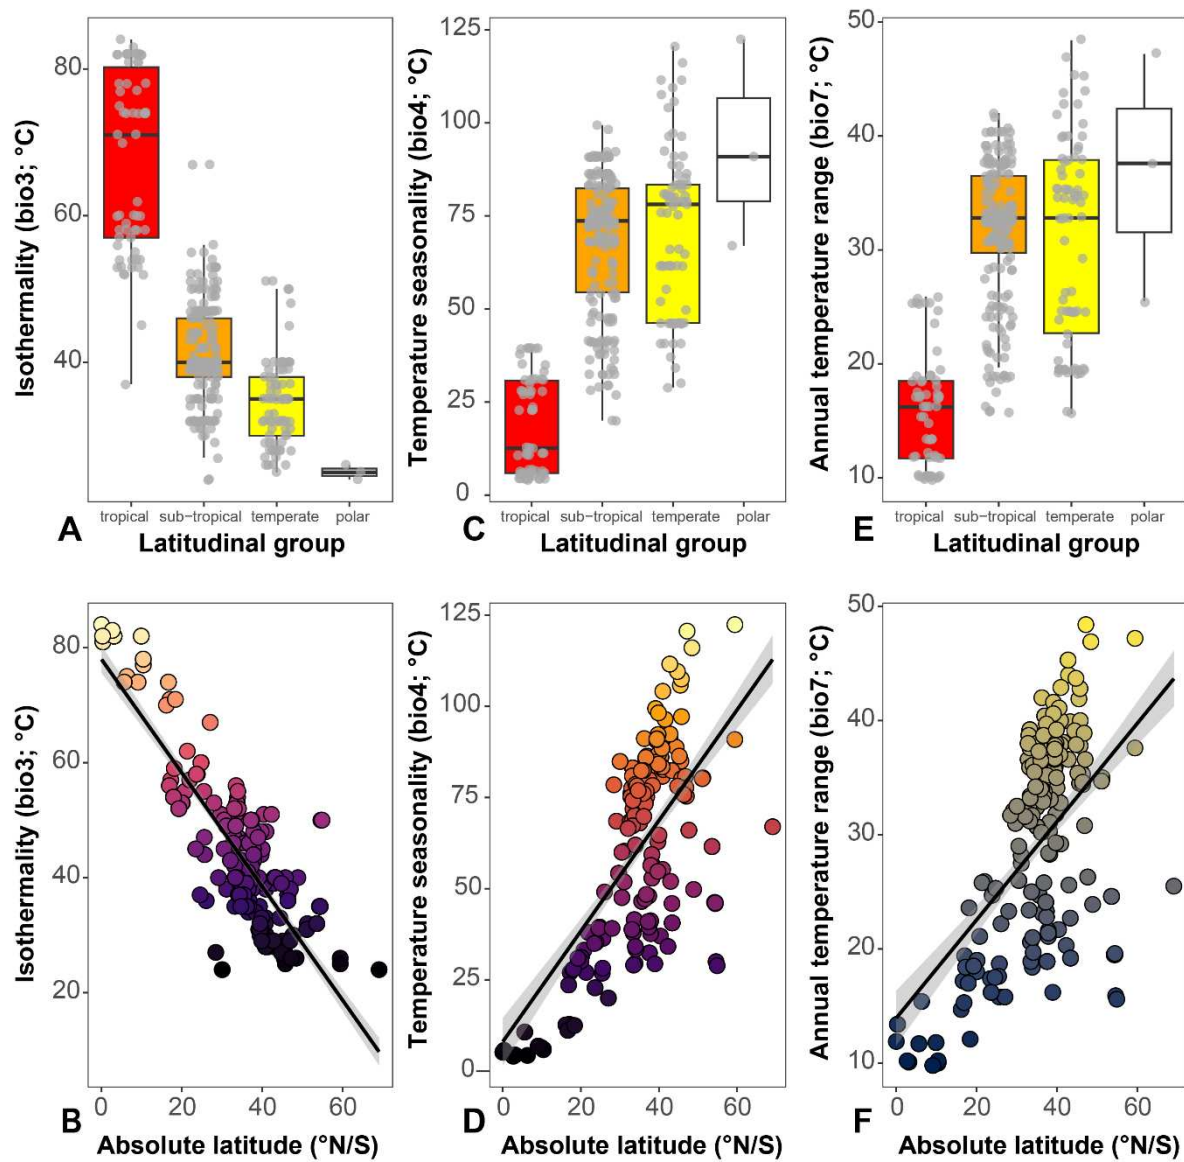 Isothermality (bio3; °C)
80
60
40
tropical sub-tropical temperate polar
A
Latitudinal group
Temperature seasonality (bio4; °C)
125
100
75
50
25
0
tropical sub-tropical temperate polar
C
Latitudinal group
Annual temperature range (bio7; °C)
50
40
30
20
10
tropical sub-tropical temperate polar
E
Latitudinal group
Isothermality (bio3; °C)
80
60
40
20
0 20 40 60
B
Absolute latitude (°N/S)
Temperature seasonality (bio4; °C)
125
100
75
50
25
0
0 20 40 60
D
Absolute latitude (°N/S)
Annual temperature range (bio7; °C)
50
40
30
20
10
0 20 40 60
F
Absolute latitude (°N/S)